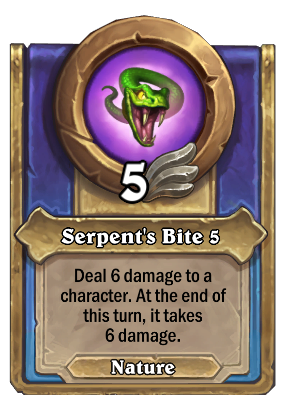 5
Serpent's Bite 5
Deal 6 damage to a
character. At the end of
this turn, it takes
6 damage.
Nature